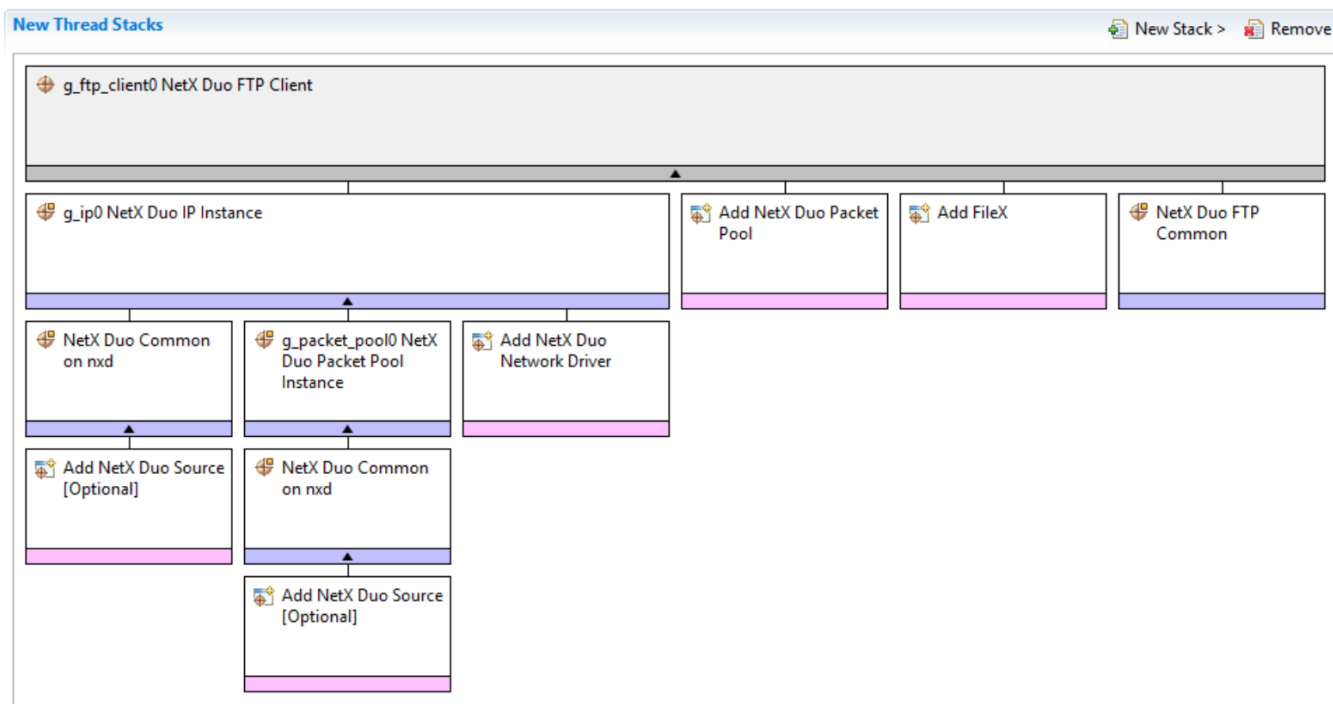 New Thread Stacks
New Stack >
Remove
g_ftp_client0 NetX Duo FTP Client
g_ip0 NetX Duo IP Instance
Add NetX Duo Packet
Pool
Add FileX
NetX Duo FTP
Common
NetX Duo Common
on nxd
g_packet_pool0 NetX
Duo Packet Pool
Instance
Add NetX Duo
Network Driver
Add NetX Duo Source
[Optional]
NetX Duo Common
on nxd
Add NetX Duo Source
[Optional]